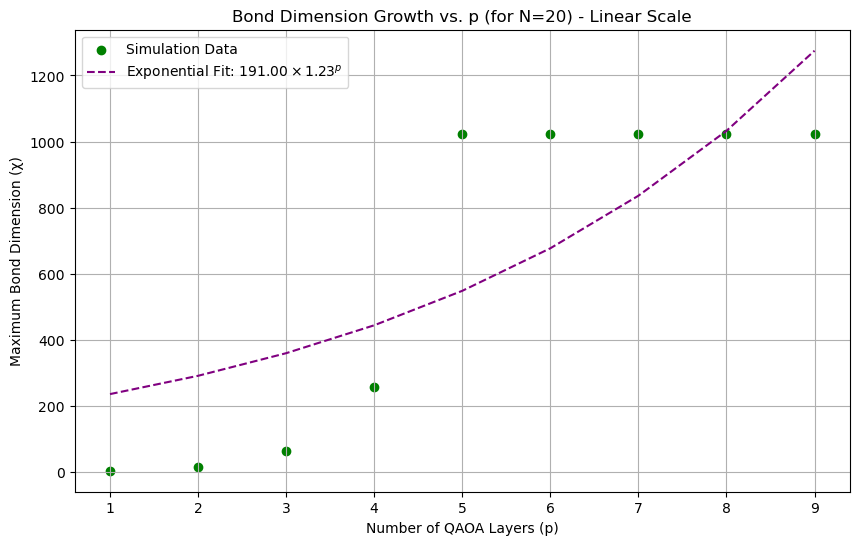 Bond Dimension Growth vs. p (for N=20) - Linear Scale
Simulation Data
Exponential Fit: 191.00 × 1.23^p
Maximum Bond Dimension (χ)
1200
1000
800
600
400
200
0
1 2 3 4 5 6 7 8 9
Number of QAOA Layers (p)